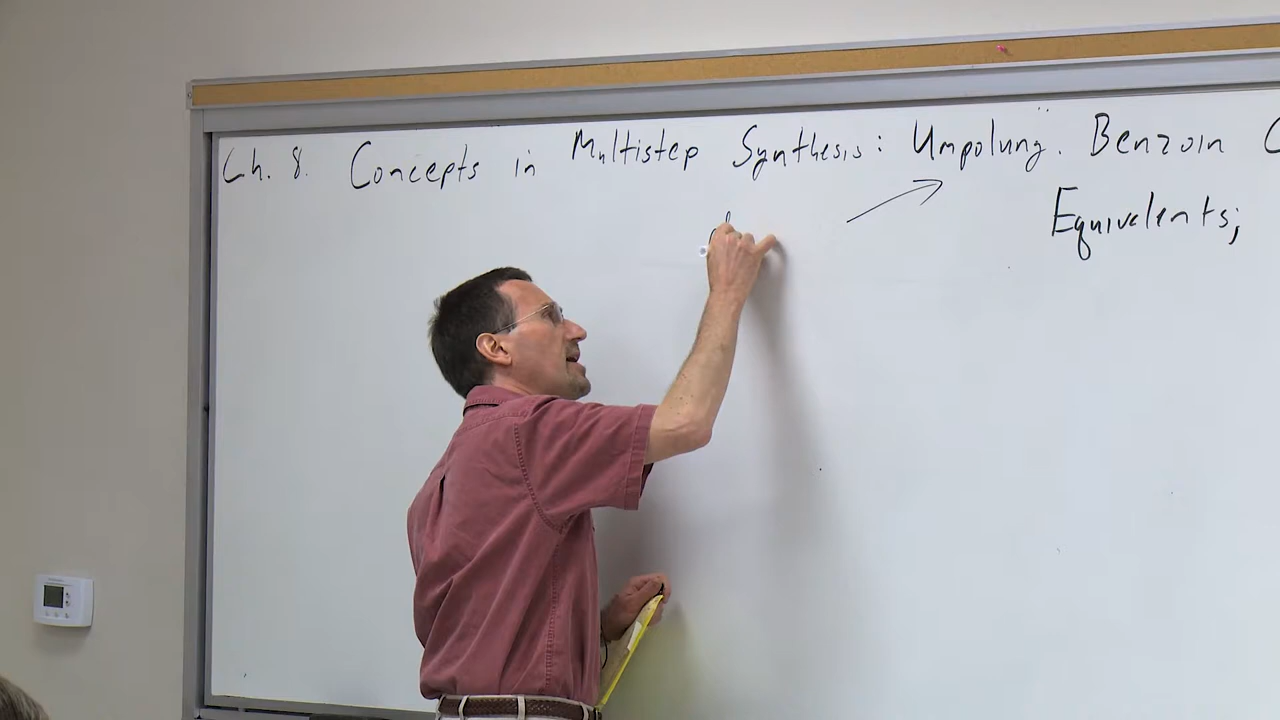 Ch. 8. Concepts in Multistep Synthesis: Umpolung. Benzoin C
Equivalents;